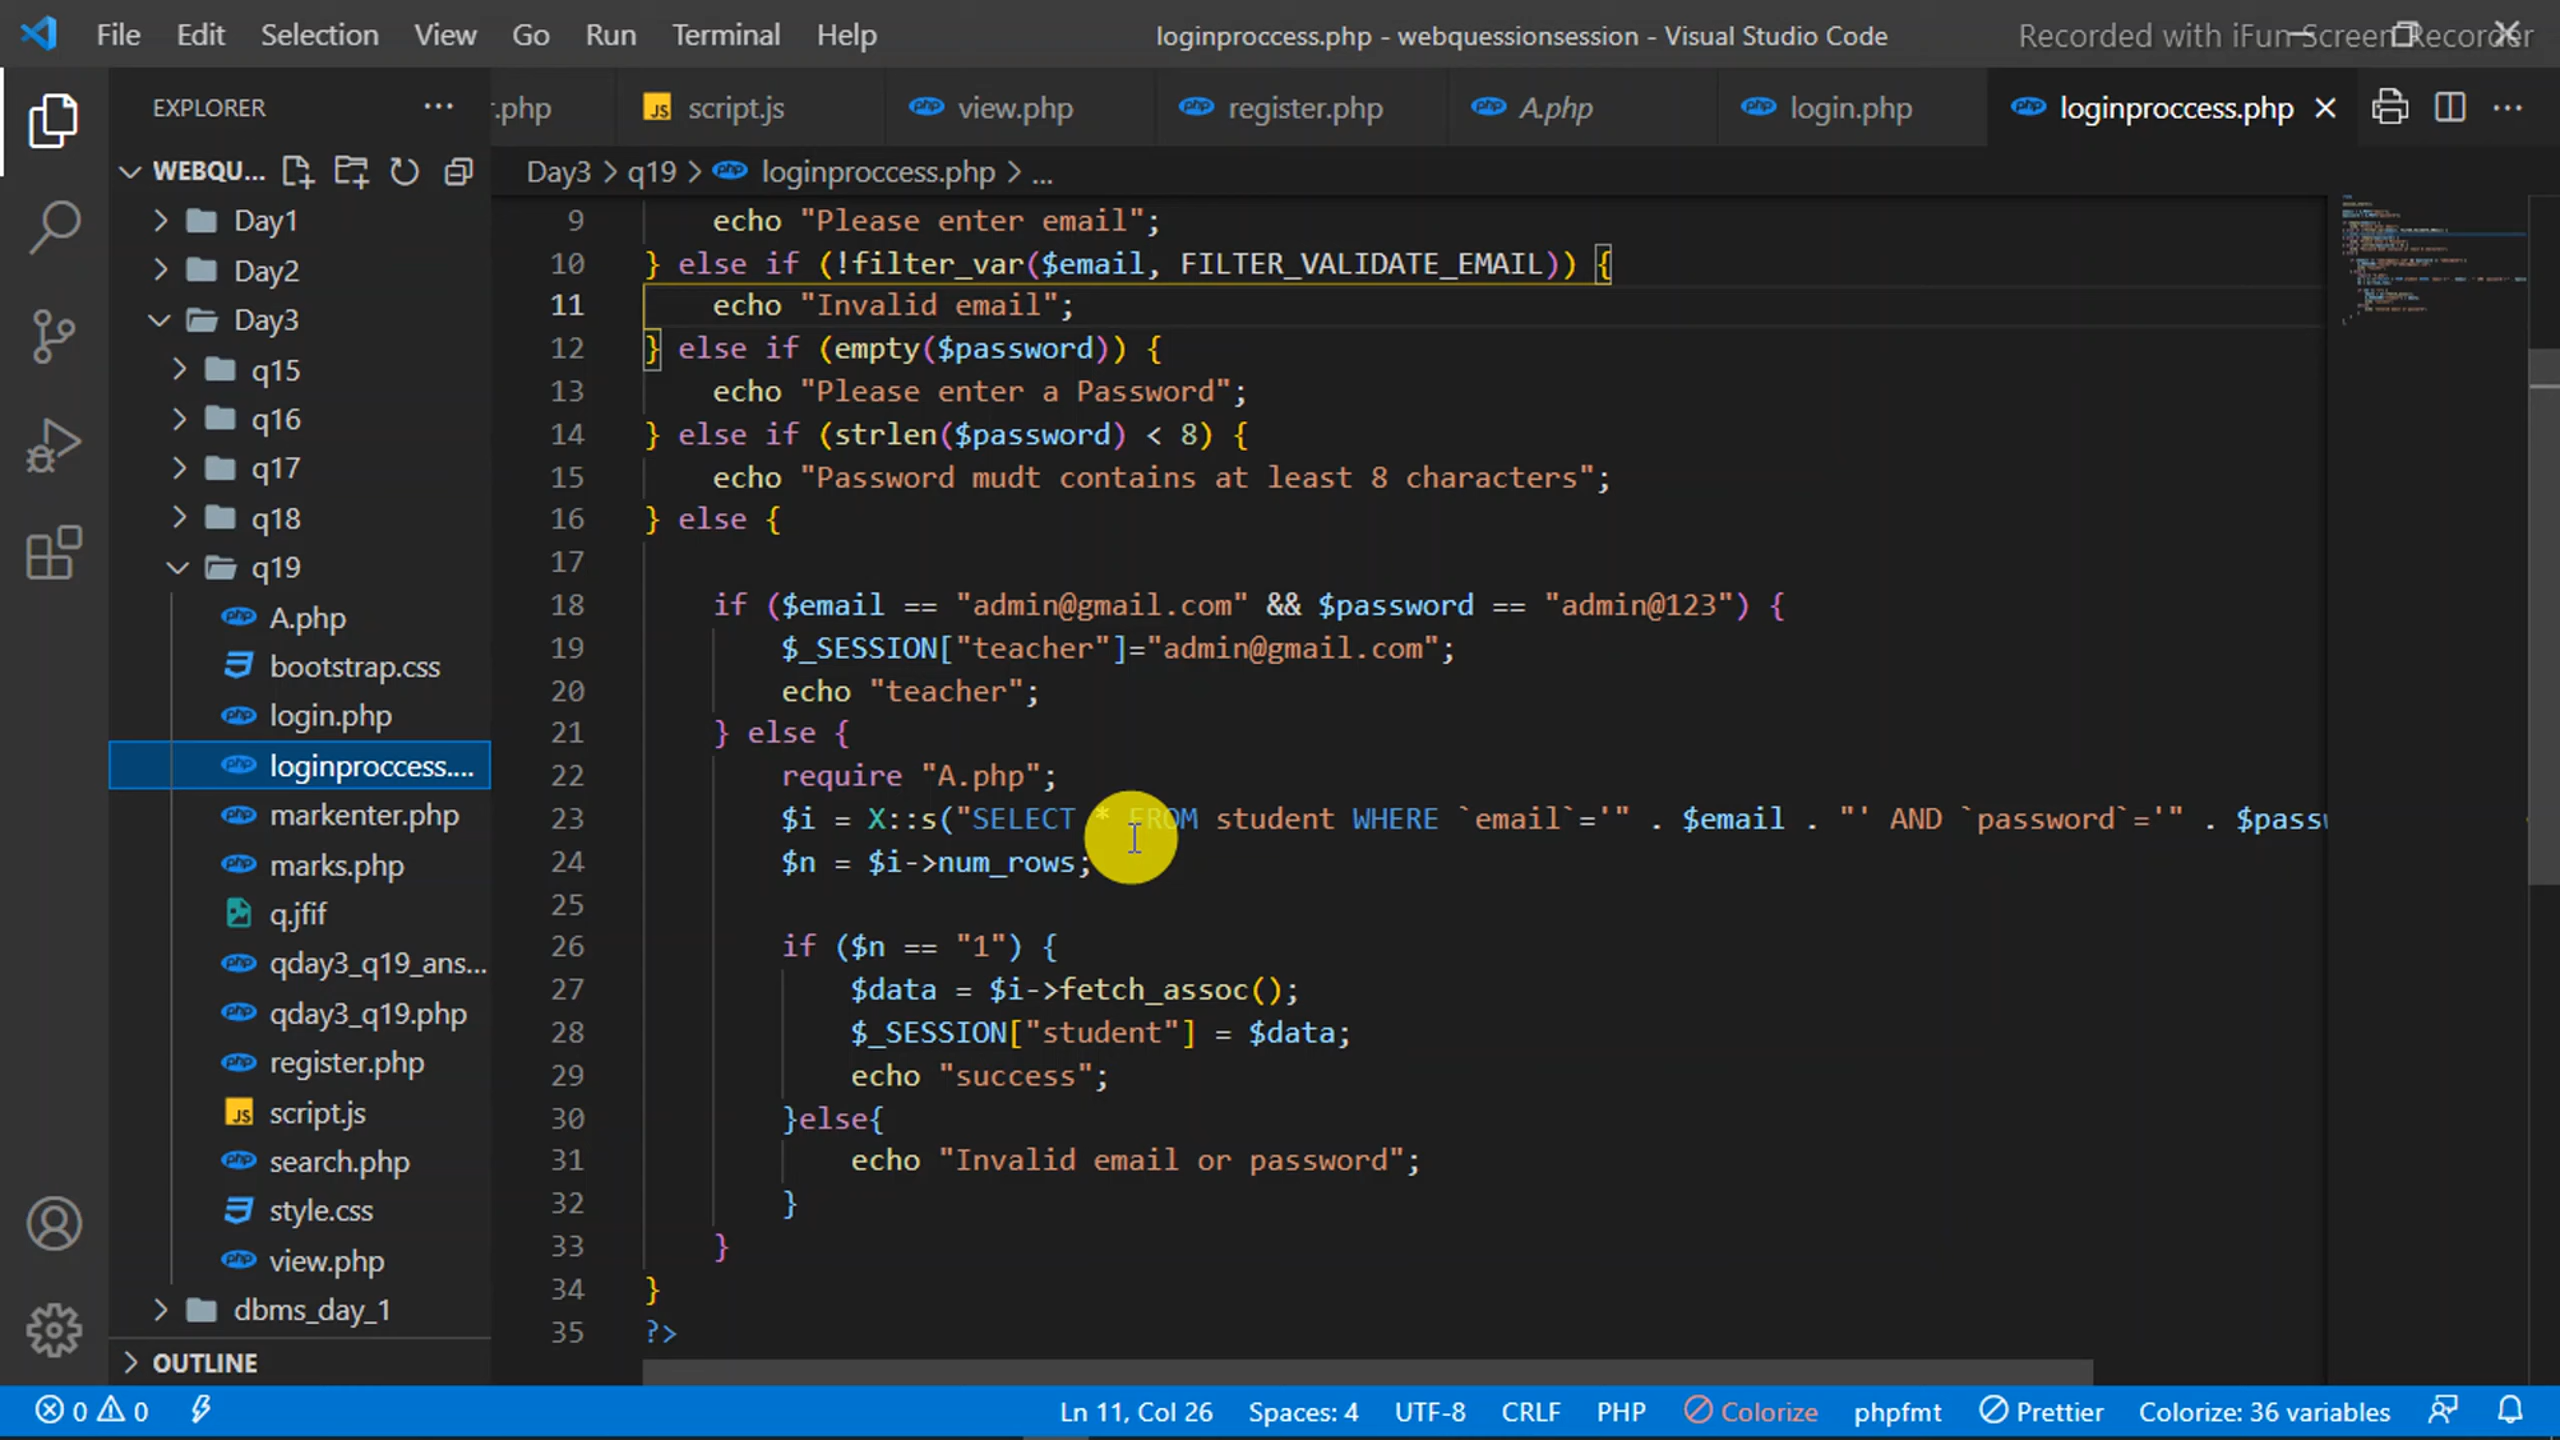 File Edit Selection View Go Run Terminal Help loginproccess.php - webquessionsession - Visual Studio Code Recorded with iFun Screen Recorder
EXPLORER ··· r.php script.js view.php register.php A.php login.php loginproccess.php ···
WEBQU... Day3 > q19 > loginproccess.php > ...
Day1
Day2
Day3
q15
q16
q17
q18
q19
A.php
bootstrap.css
login.php
loginproccess....
markenter.php
marks.php
q.jfif
qday3_q19_ans...
qday3_q19.php
register.php
script.js
search.php
style.css
view.php
dbms_day_1
OUTLINE
9 echo "Please enter email";
10 } else if (!filter_var($email, FILTER_VALIDATE_EMAIL)) {
11 echo "Invalid email";
12 } else if (empty($password)) {
13 echo "Please enter a Password";
14 } else if (strlen($password) < 8) {
15 echo "Password mudt contains at least 8 characters";
16 } else {
17
18 if ($email == "admin@gmail.com" && $password == "admin@123") {
19 $_SESSION["teacher"]="admin@gmail.com";
20 echo "teacher";
21 } else {
22 require "A.php";
23 $i = X::s("SELECT * FROM student WHERE `email`='" . $email . "' AND `password`='" . $passw
24 $n = $i->num_rows;
25
26 if ($n == "1") {
27 $data = $i->fetch_assoc();
28 $_SESSION["student"] = $data;
29 echo "success";
30 }else{
31 echo "Invalid email or password";
32 }
33 }
34 }
35 ?>
0 0 Ln 11, Col 26 Spaces: 4 UTF-8 CRLF PHP Colorize phpfmt Prettier Colorize: 36 variables